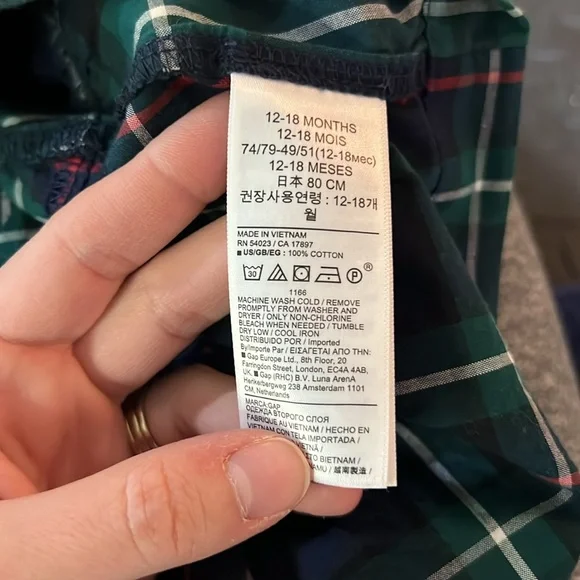 12-18 MONTHS
12-18 MOIS
74/79-49/51(12-18мес)
12-18 MESES
日本 80 CM
권장사용연령 : 12-18개
월
MADE IN VIETNAM
RN 54023 / CA 17897
■ US/GB/EG : 100% COTTON
30 P ®
1166
MACHINE WASH COLD / REMOVE
PROMPTLY FROM WASHER AND
DRYER / ONLY NON-CHLORINE
BLEACH WHEN NEEDED / TUMBLE
DRY LOW / COOL IRON
DISTRIBUIDO POR / Imported
By/Importe Par / ΕΙΣΑΓΕΤΑΙ ΑΠΟ ΤΗΝ:
■ Gap Europe Ltd., 8th Floor, 20
Farringdon Street, London, EC4A 4AB,
UK, ■ Gap (RHC) B.V. Luna ArenA
Herikerbergweg 238 Amsterdam 1101
CM, Netherlands
MARCA:GAP
ОДЕЖДА ВТОРОГО СЛОЯ
FABRIQUE AU VIETNAM / HECHO EN
VIETNAM CON TELA IMPORTADA /
VIETNAM /
越南製造 /